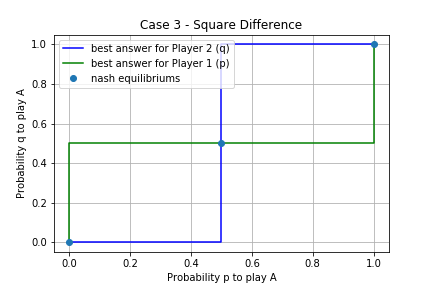 Case 3 - Square Difference
best answer for Player 2 (q)
best answer for Player 1 (p)
nash equilibriums
Probability q to play A
1.0
0.8
0.6
0.4
0.2
0.0
0.0 0.2 0.4 0.6 0.8 1.0
Probability p to play A